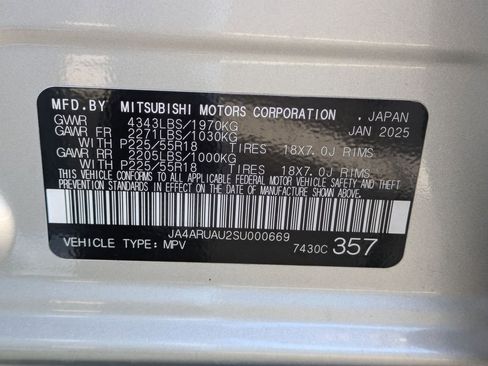 MFD.BY MITSUBISHI MOTORS CORPORATION , JAPAN
GVWR 4343LBS/1970KG JAN 2025
GAWR FR 2271LBS/1030KG
WITH P225/55R18 TIRES 18X7.0J RIMS
GAWR RR 2205LBS/1000KG
WITH P225/55R18 TIRES 18X7.0J RIMS
THIS VEHICLE CONFORMS TO ALL APPLICABLE FEDERAL MOTOR VEHICLE SAFETY AND THEFT
PREVENTION STANDARDS IN EFFECT ON THE DATE OF MANUFACTURE SHOWN ABOVE.
JA4ARUAU2SU000669
VEHICLE TYPE: MPV 7430C 357